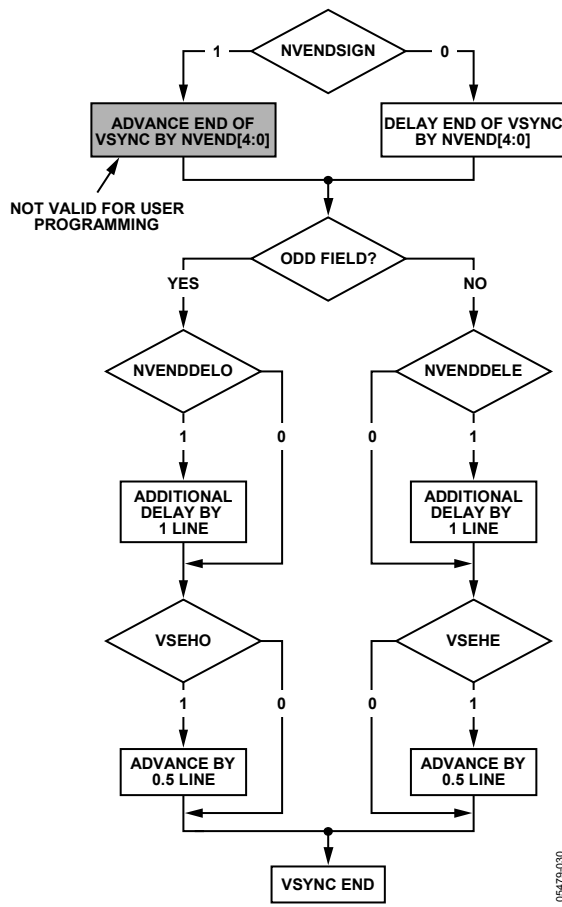 NVENDSIGN
1
0
ADVANCE END OF
VSYNC BY NVEND[4:0]
DELAY END OF VSYNC
BY NVEND[4:0]
NOT VALID FOR USER
PROGRAMMING
ODD FIELD?
YES
NO
NVENDDELO
NVENDDELE
1
0
0
1
ADDITIONAL
DELAY BY
1 LINE
ADDITIONAL
DELAY BY
1 LINE
VSEHO
VSEHE
1
0
0
1
ADVANCE BY
0.5 LINE
ADVANCE BY
0.5 LINE
VSYNC END
05479-030